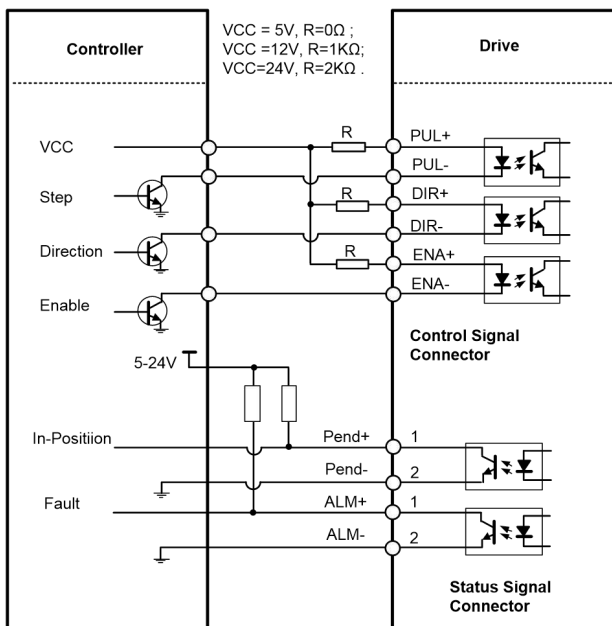 Controller
VCC = 5V, R=0Ω ;
VCC =12V, R=1KΩ;
VCC=24V, R=2KΩ .
Drive
VCC
R
PUL+
PUL-
Step
R
DIR+
DIR-
Direction
R
ENA+
ENA-
Enable
Control Signal
Connector
5-24V
In-Positiion
Pend+
1
Pend-
2
Fault
ALM+
1
ALM-
2
Status Signal
Connector